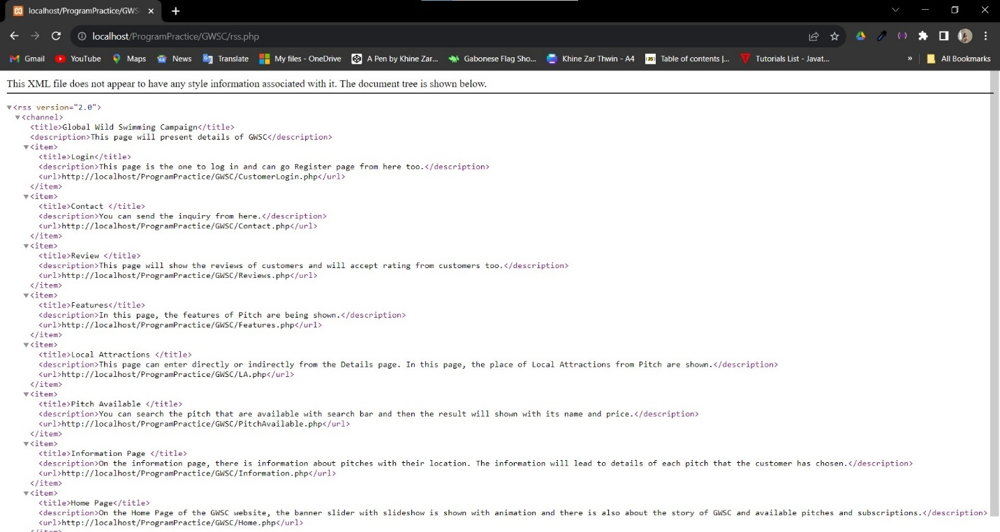 localhost/ProgramPractice/GWS
localhost/ProgramPractice/GWSC/rss.php
Gmail YouTube Maps News Translate My files - OneDrive A Pen by Khine Zar... Gabonese Flag Sho... Khine Zar Thwin - A4 Table of contents |... Tutorials List - Javat... » All Bookmarks
This XML file does not appear to have any style information associated with it. The document tree is shown below.
<rss version="2.0">
<channel>
<title>Global Wild Swimming Campaign</title>
<description>This page will present details of GWSC</description>
<item>
<title>Login</title>
<description>This page is the one to log in and can go Register page from here too.</description>
<url>http://localhost/ProgramPractice/GWSC/CustomerLogin.php</url>
</item>
<item>
<title>Contact </title>
<description>You can send the inquiry from here.</description>
<url>http://localhost/ProgramPractice/GWSC/Contact.php</url>
</item>
<item>
<title>Review </title>
<description>This page will show the reviews of customers and will accept rating from customers too.</description>
<url>http://localhost/ProgramPractice/GWSC/Reviews.php</url>
</item>
<item>
<title>Features</title>
<description>In this page, the features of Pitch are being shown.</description>
<url>http://localhost/ProgramPractice/GWSC/Features.php</url>
</item>
<item>
<title>Local Attractions </title>
<description>This page can enter directly or indirectly from the Details page. In this page, the place of Local Attractions from Pitch are shown.</description>
<url>http://localhost/ProgramPractice/GWSC/LA.php</url>
</item>
<item>
<title>Pitch Available </title>
<description>You can search the pitch that are available with search bar and then the result will shown with its name and price.</description>
<url>http://localhost/ProgramPractice/GWSC/PitchAvailable.php</url>
</item>
<item>
<title>Information Page </title>
<description>On the information page, there is information about pitches with their location. The information will lead to details of each pitch that the customer has chosen.</description>
<url>http://localhost/ProgramPractice/GWSC/Information.php</url>
</item>
<item>
<title>Home Page</title>
<description>On the Home Page of the GWSC website, the banner slider with slideshow is shown with animation and there is also about the story of GWSC and available pitches and subscriptions.</description>
<url>http://localhost/ProgramPractice/GWSC/Home.php</url>
</item>